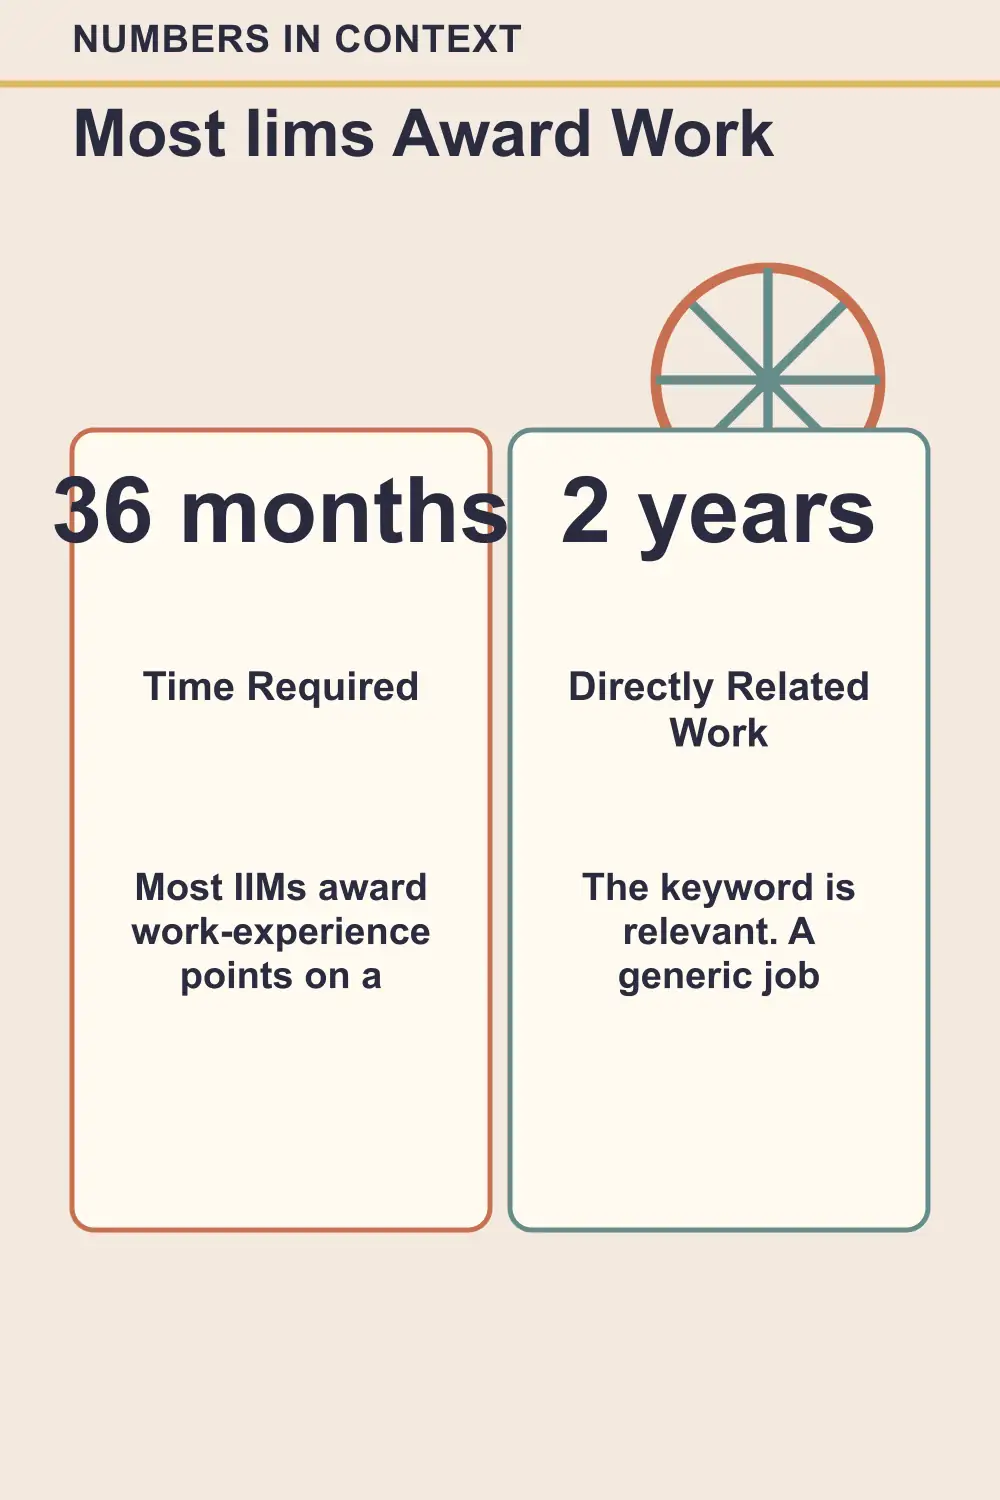 NUMBERS IN CONTEXT
Most Iims Award Work
36 months
Time Required
Most IIMs award
work-experience
points on a
2 years
Directly Related
Work
The keyword is
relevant. A
generic job